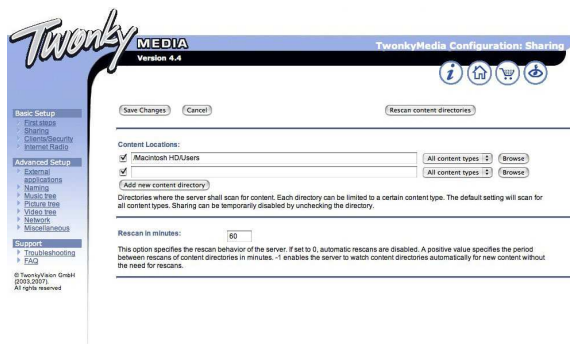 Twonky
MEDIA
Version 4.4
TwonkyMedia Configuration: Sharing
Save Changes Cancel Rescan content directories
Basic Setup
First steps
Sharing
Clients/Security
Internet Radio
Advanced Setup
External
applications
Naming
Music tree
Picture tree
Video tree
Network
Miscellaneous
Support
Troubleshooting
FAQ
© TwonkyVision GmbH
(2003,2007).
All rights reserved
Content Locations:
/Macintosh HD/Users All content types Browse
All content types Browse
Add new content directory
Directories where the server shall scan for content. Each directory can be limited to a certain content type. The default setting will scan for
all content types. Sharing can be temporarily disabled by unchecking the directory.
Rescan in minutes: 60
This option specifies the rescan behavior of the server. If set to 0, automatic rescans are disabled. A positive value specifies the period
between rescans of content directories in minutes. -1 enables the server to watch content directories automatically for new content without
the need for rescans.